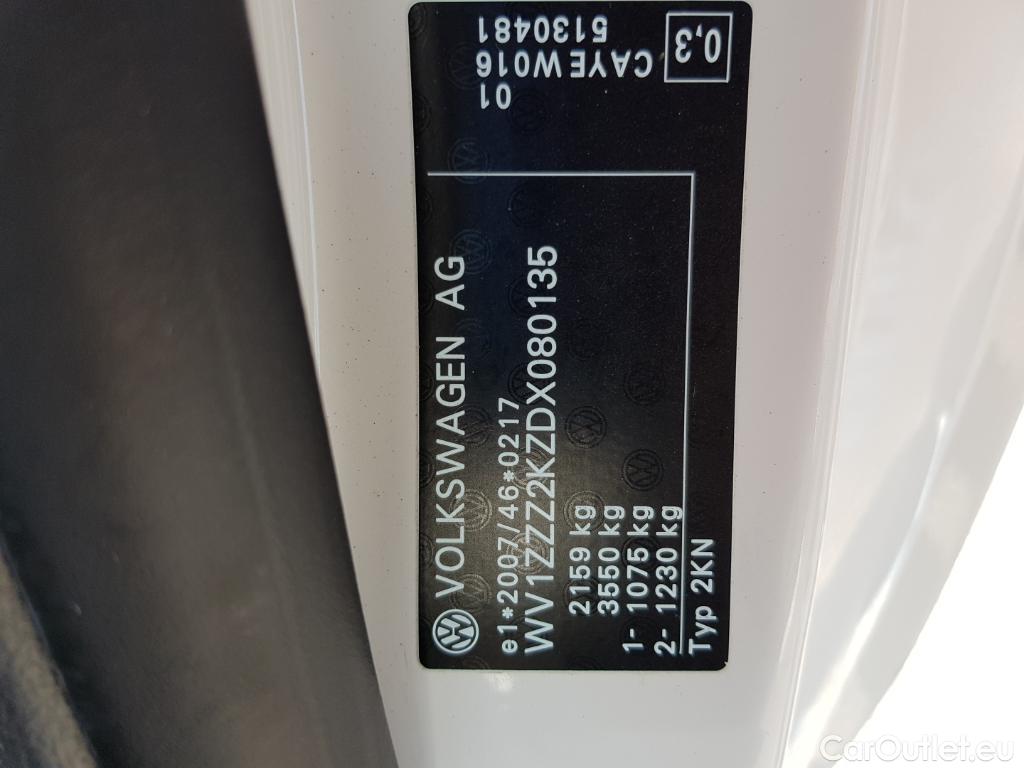 VOLKSWAGEN AG
e1*2007/46*0217
WV1ZZZ2KZDX080135
2159 kg
3550 kg
1- 1075 kg
2- 1230 kg
Typ 2KN
01
CAYE W016
5130481
0,3
CarOutlet.eu